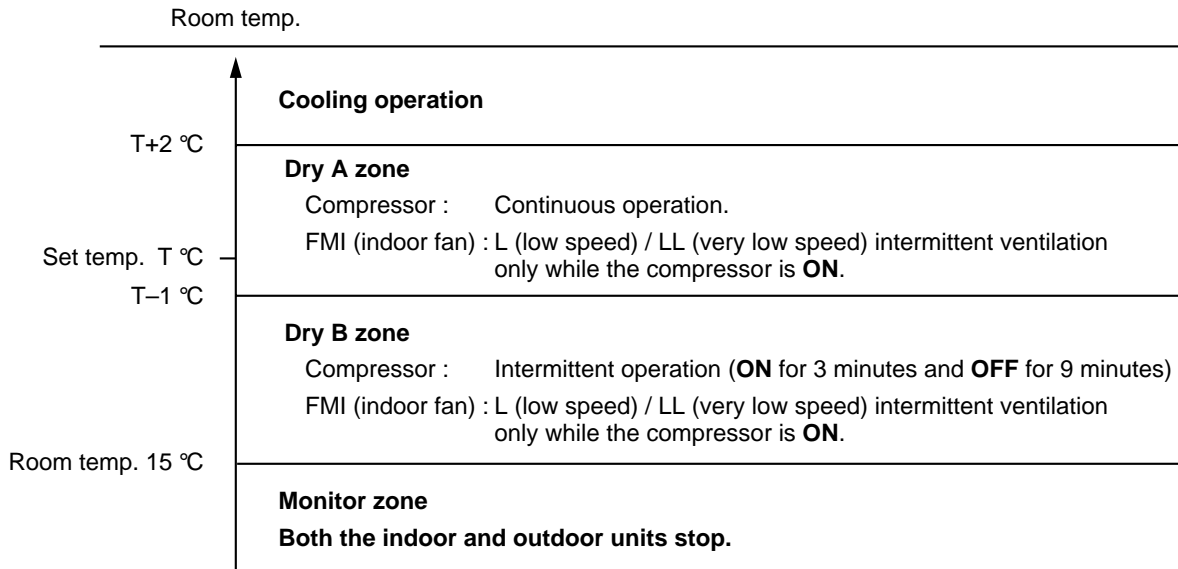 Room temp.
Cooling operation
T+2 °C
Dry A zone
Compressor : Continuous operation.
FMI (indoor fan) : L (low speed) / LL (very low speed) intermittent ventilation
only while the compressor is ON.
Set temp. T °C
T–1 °C
Dry B zone
Compressor : Intermittent operation (ON for 3 minutes and OFF for 9 minutes)
FMI (indoor fan) : L (low speed) / LL (very low speed) intermittent ventilation
only while the compressor is ON.
Room temp. 15 °C
Monitor zone
Both the indoor and outdoor units stop.